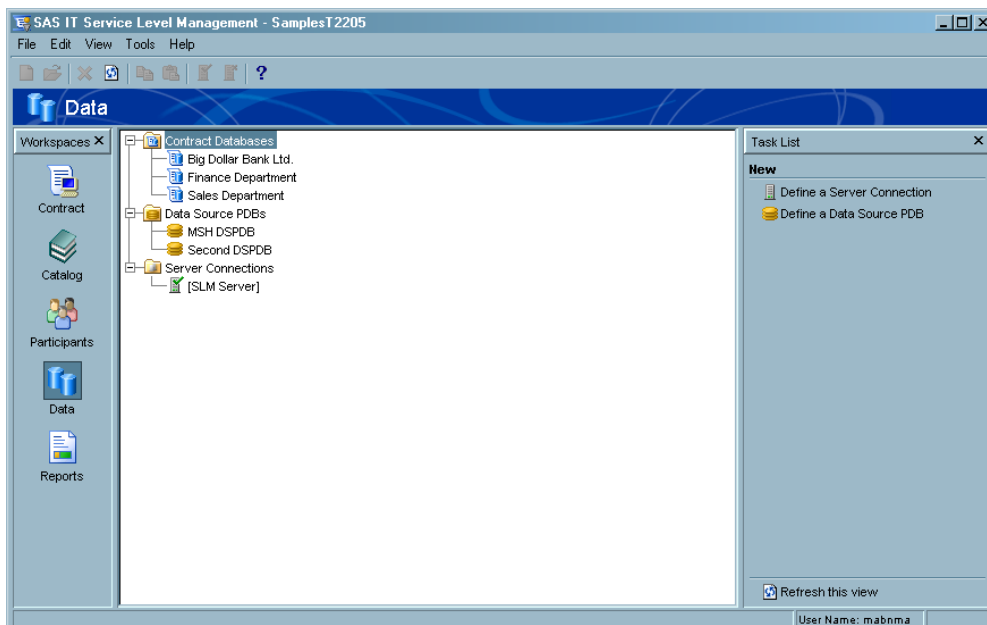 SAS IT Service Level Management - SamplesT2205
File Edit View Tools Help
?
Data
Workspaces X
Contract
Catalog
Participants
Data
Reports
Contract Databases
Big Dollar Bank Ltd.
Finance Department
Sales Department
Data Source PDBs
MSH DSPDB
Second DSPDB
Server Connections
[SLM Server]
Task List
New
Define a Server Connection
Define a Data Source PDB
Refresh this view
User Name: mabnma